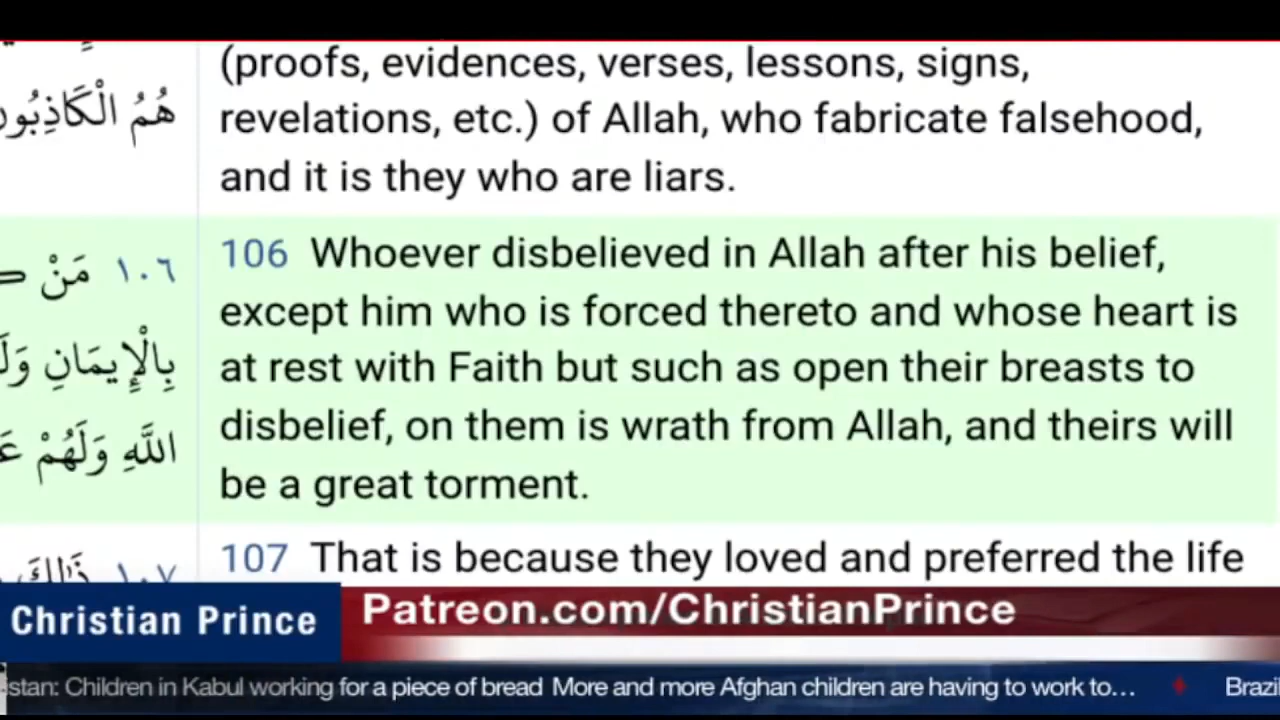 (proofs, evidences, verses, lessons, signs,
revelations, etc.) of Allah, who fabricate falsehood,
and it is they who are liars.
هُمُ الْكَاذِبُون
106 Whoever disbelieved in Allah after his belief,
except him who is forced thereto and whose heart is
at rest with Faith but such as open their breasts to
disbelief, on them is wrath from Allah, and theirs will
be a great torment.
١٠٦ مَنْ
بِالْإِيمَانِ
اللَّهِ وَلَهُمْ
107 That is because they loved and preferred the life
١٠٧ ذَٰلِكَ
Christian Prince
Patreon.com/ChristianPrince
stan: Children in Kabul working for a piece of bread More and more Afghan children are having to work to... Brazil